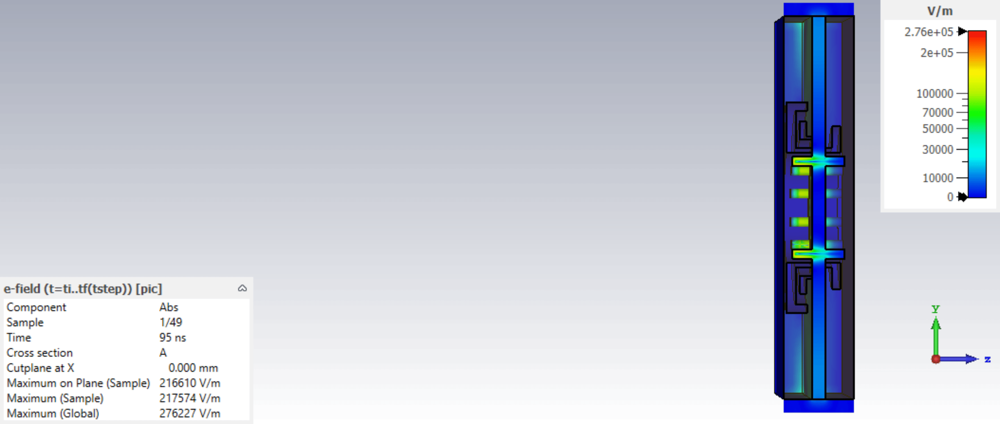 V/m
2.76e+05
2e+05
100000
70000
50000
30000
10000
0
e-field (t=ti..tf(tstep)) [pic]
Component Abs
Sample 1/49
Time 95 ns
Cross section A
Cutplane at X 0.000 mm
Maximum on Plane (Sample) 216610 V/m
Maximum (Sample) 217574 V/m
Maximum (Global) 276227 V/m
y
z